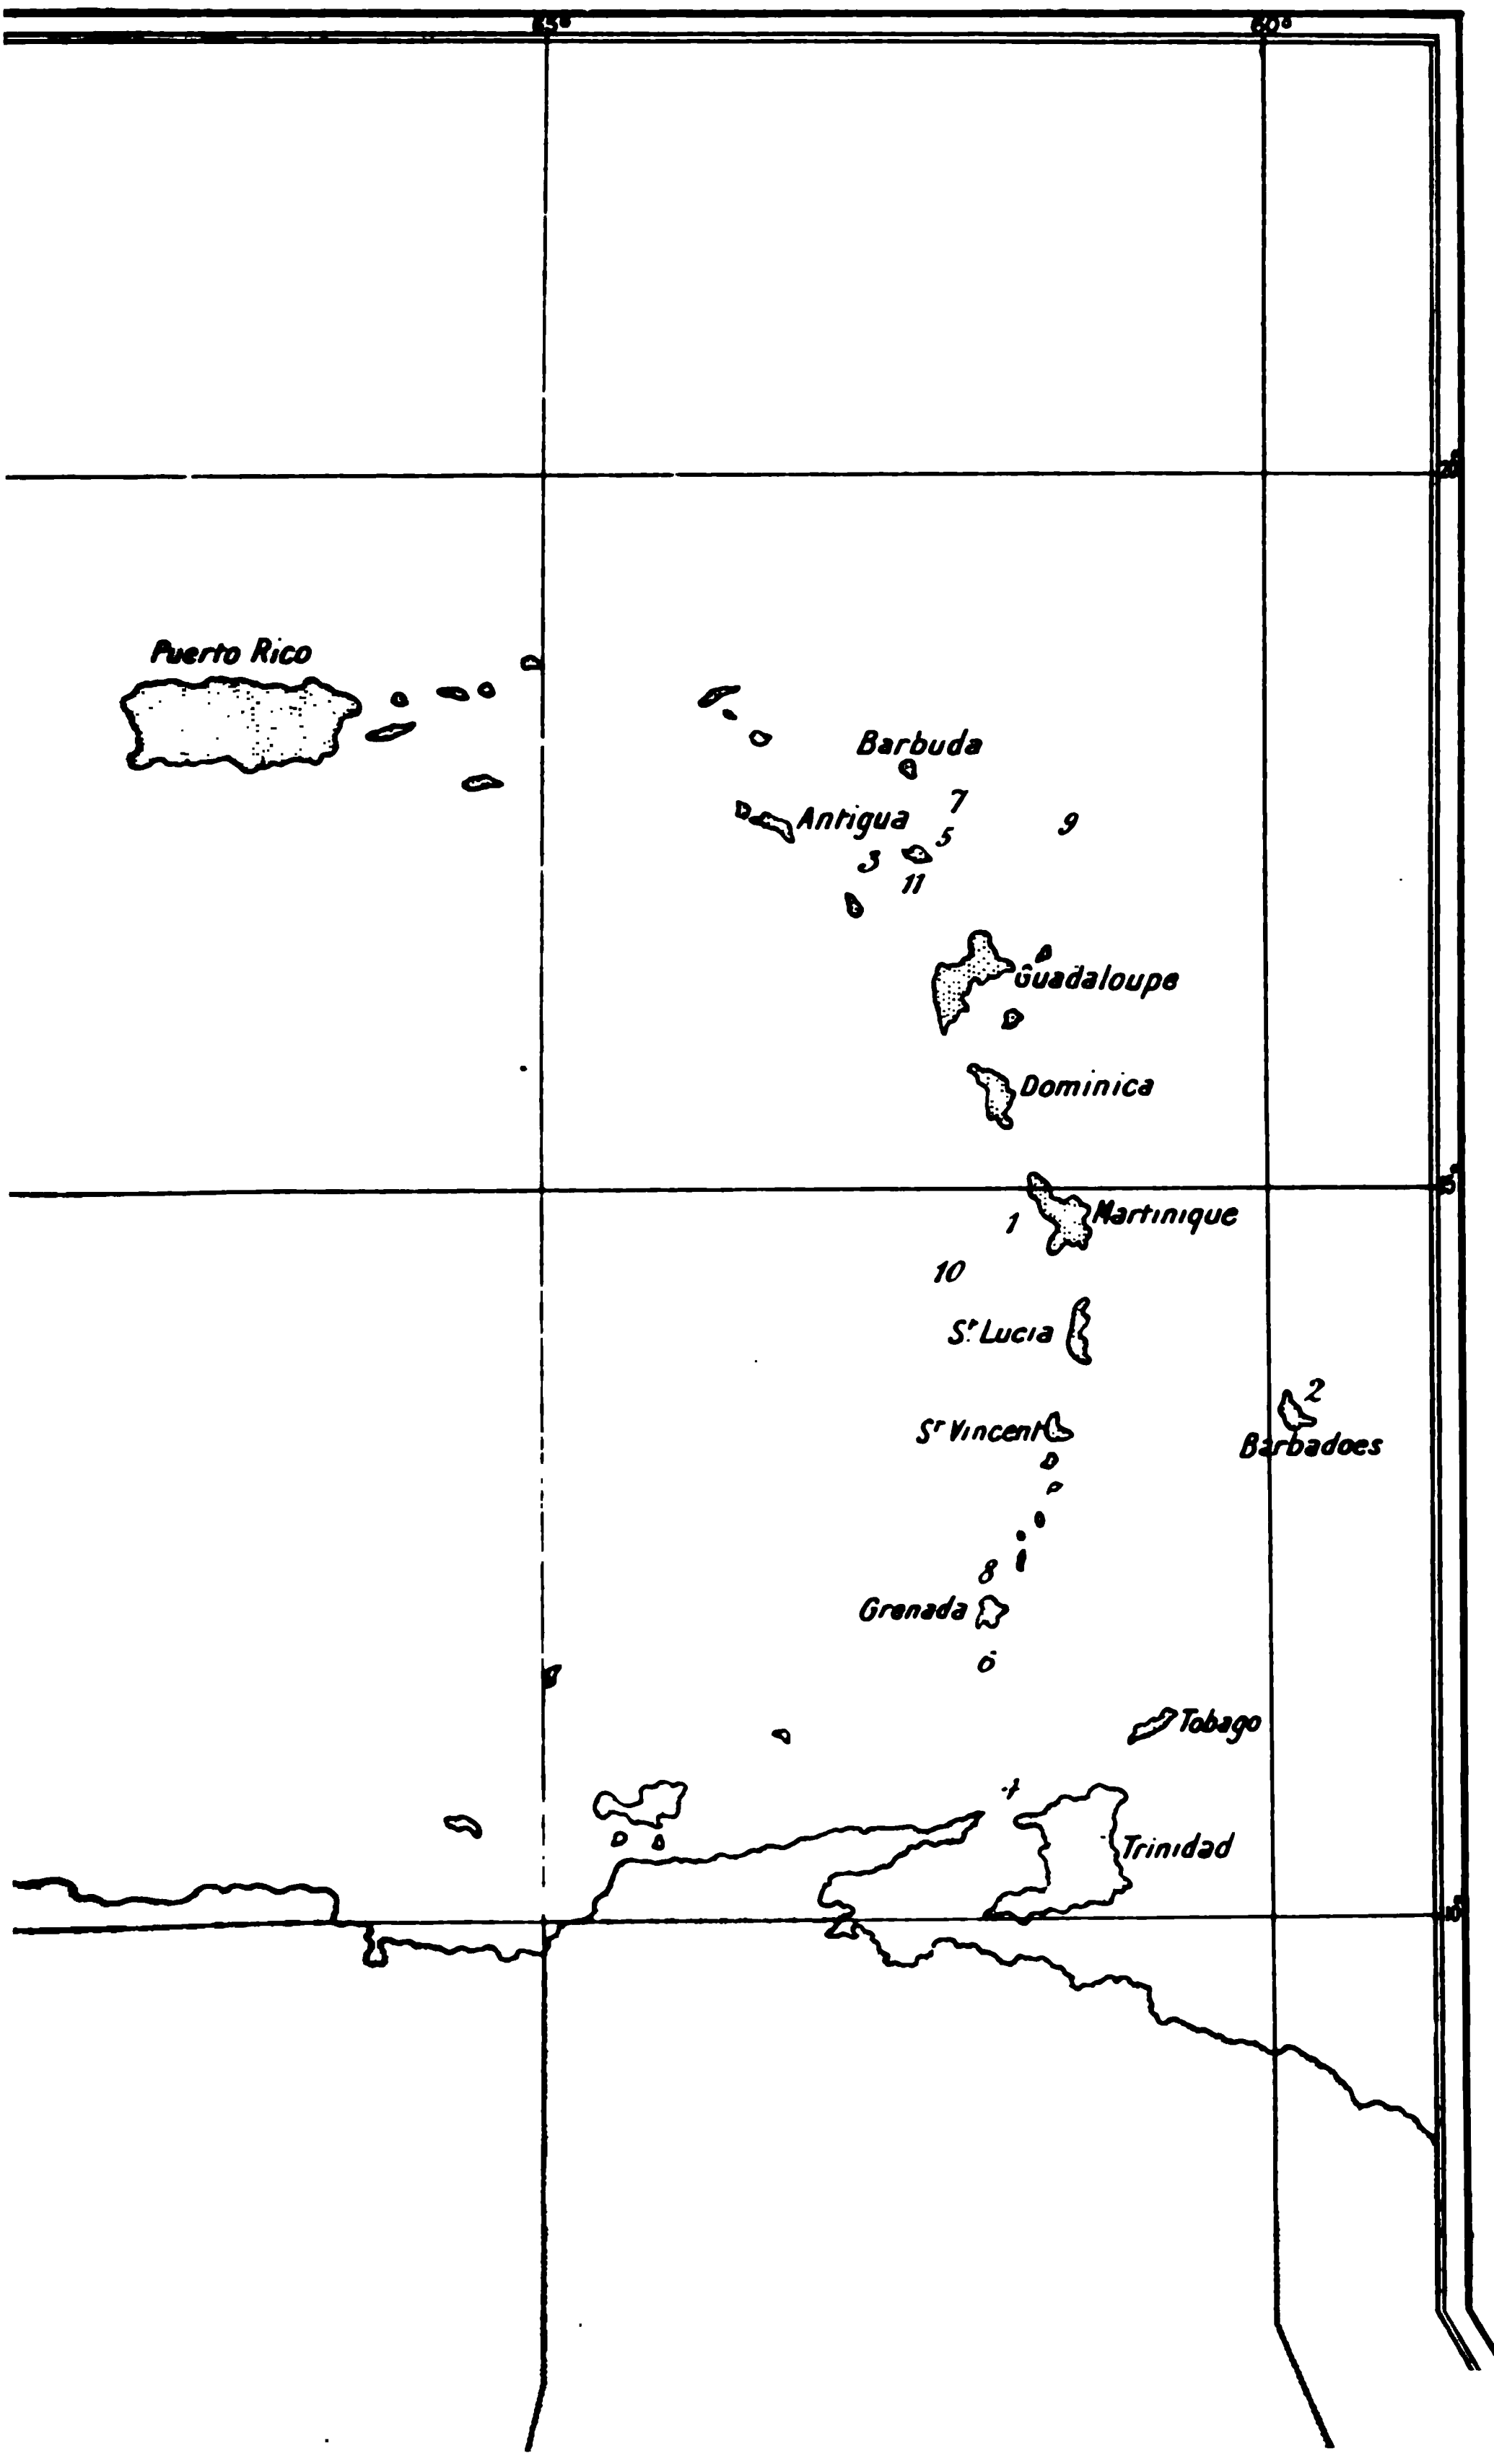 65° 60°
20°
Puerto Rico
Barbuda
7
Antigua 9
5
3
11
Guadaloupe
Dominica
15°
Martinique
1
10
St. Lucia
2
St Vincent
Barbadoes
8
Grenada
6
Tobago
4
Trinidad
10°